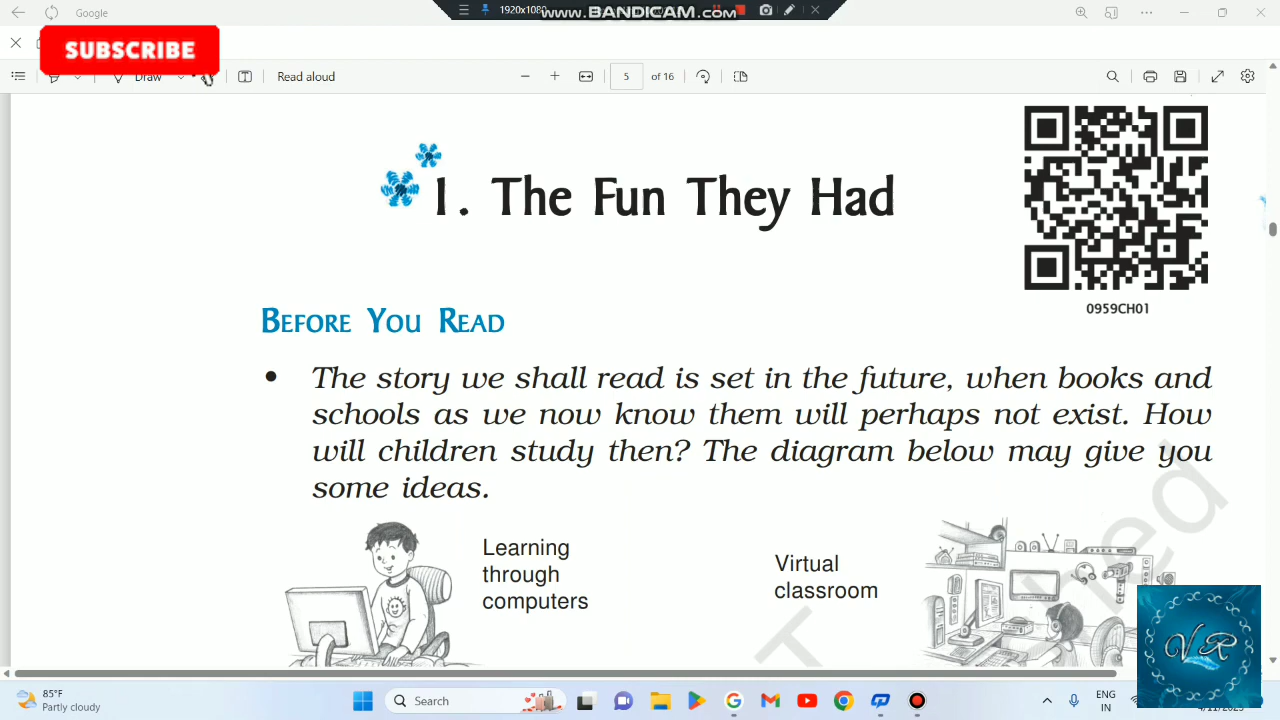 Google
1920x1080
www.BANDICAM.com
SUBSCRIBE
Draw
Read aloud
5 of 16
1. The Fun They Had
0959CH01
BEFORE YOU READ
• The story we shall read is set in the future, when books and
schools as we now know them will perhaps not exist. How
will children study then? The diagram below may give you
some ideas.
Learning
through
computers
Virtual
classroom
VR
85°F
Partly cloudy
Search
ENG
IN